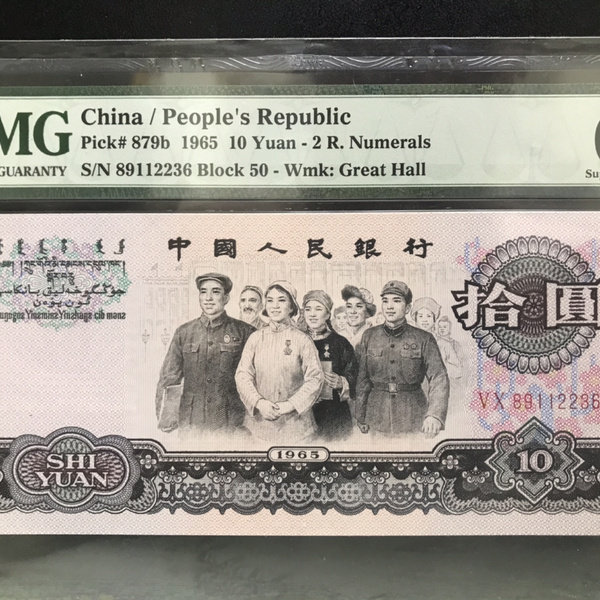 MG China / People's Republic
Pick# 879b 1965 10 Yuan - 2 R. Numerals
GUARANTY S/N 89112236 Block 50 - Wmk: Great Hall
Su
中國人民銀行
拾圓
VX 89112236
1965
SHI
YUAN
10